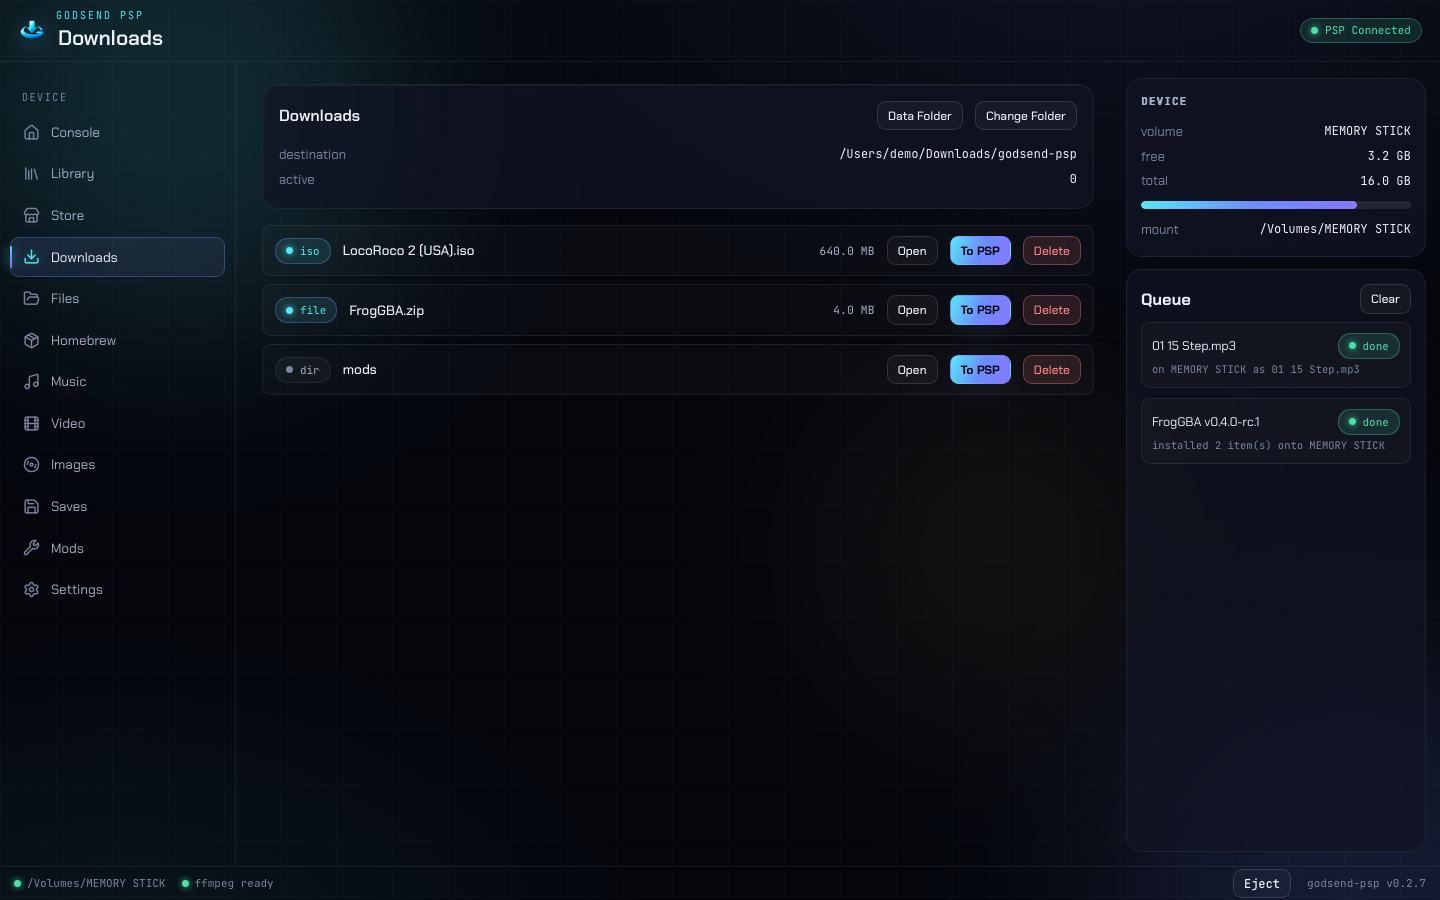 GODSEND PSP
Downloads
PSP Connected
DEVICE
Console
Library
Store
Downloads
Files
Homebrew
Music
Video
Images
Saves
Mods
Settings
Downloads
Data Folder
Change Folder
destination
/Users/demo/Downloads/godsend-psp
active
0
iso
LocoRoco 2 (USA).iso
640.0 MB
Open
To PSP
Delete
file
FrogGBA.zip
4.0 MB
Open
To PSP
Delete
dir
mods
Open
To PSP
Delete
DEVICE
volume
MEMORY STICK
free
3.2 GB
total
16.0 GB
mount
/Volumes/MEMORY STICK
Queue
Clear
01 15 Step.mp3
done
on MEMORY STICK as 01 15 Step.mp3
FrogGBA v0.4.0-rc.1
done
installed 2 item(s) onto MEMORY STICK
/Volumes/MEMORY STICK
ffmpeg ready
Eject
godsend-psp v0.2.7